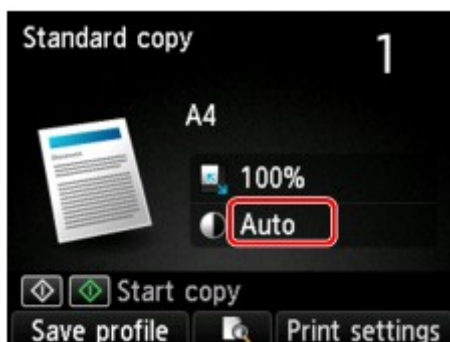 Standard copy
1
A4
100%
Auto
Start copy
Save profile
Print settings